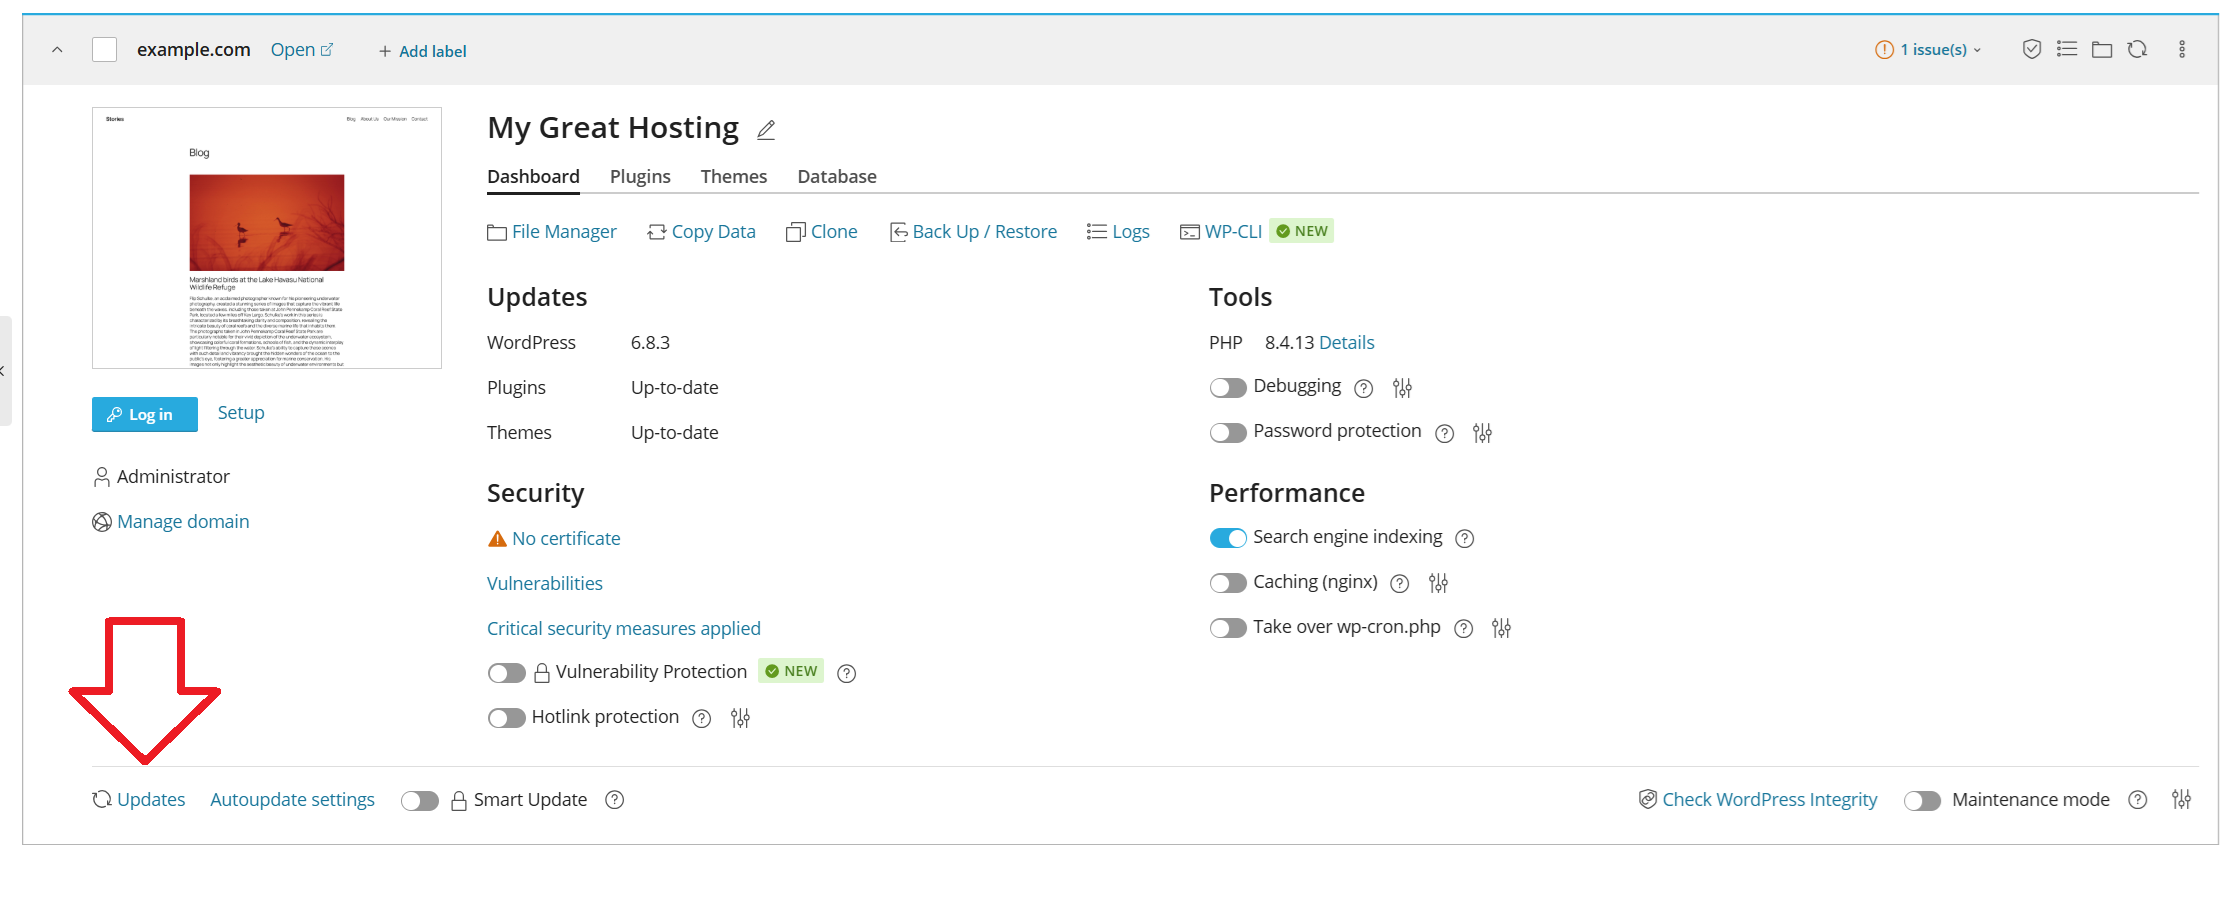 example.com Open + Add label 1 issue(s)
Stories Blog About Us Our Mission Contact
Blog
Marshland birds at the Lake Havasu National
Wildlife Refuge
Log in Setup
Administrator
Manage domain
My Great Hosting
Dashboard Plugins Themes Database
File Manager Copy Data Clone Back Up / Restore Logs WP-CLI NEW
Updates
WordPress 6.8.3
Plugins Up-to-date
Themes Up-to-date
Security
No certificate
Vulnerabilities
Critical security measures applied
Vulnerability Protection NEW
Hotlink protection
Tools
PHP 8.4.13 Details
Debugging
Password protection
Performance
Search engine indexing
Caching (nginx)
Take over wp-cron.php
Updates Autoupdate settings Smart Update Check WordPress Integrity Maintenance mode